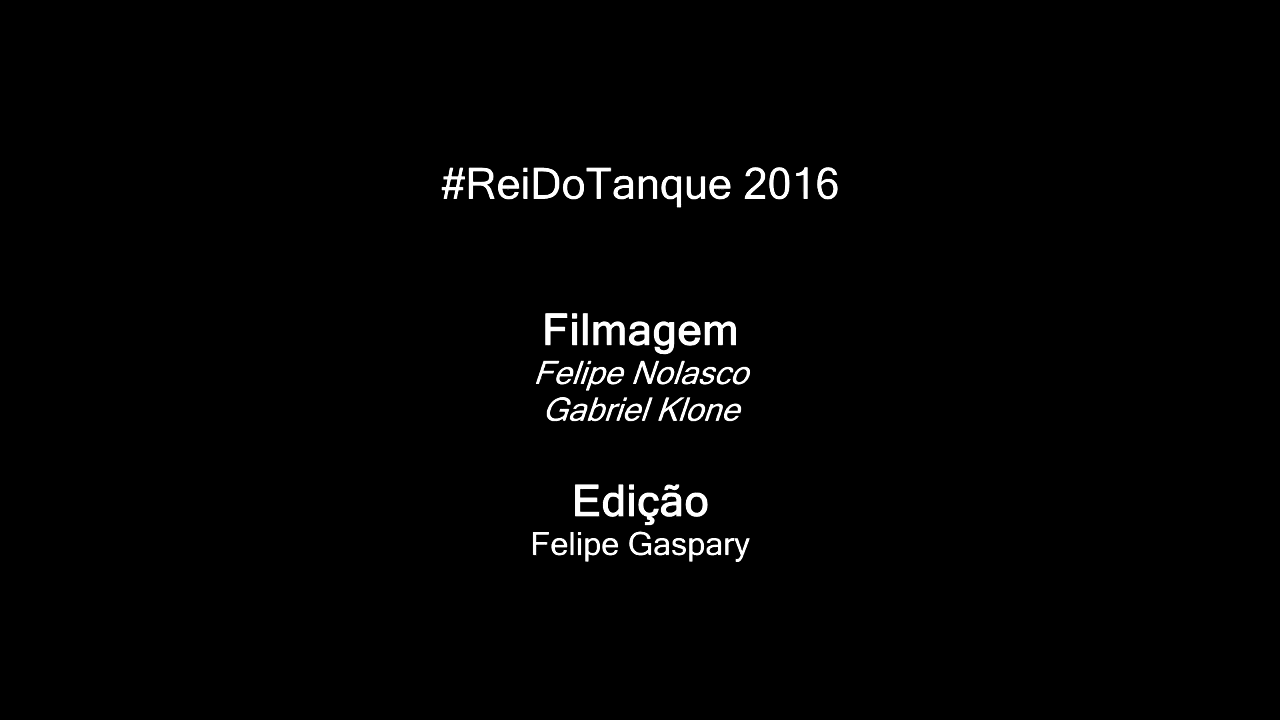 #ReiDoTanque 2016
Filmagem
Felipe Nolasco
Gabriel Klone
Edição
Felipe Gaspary